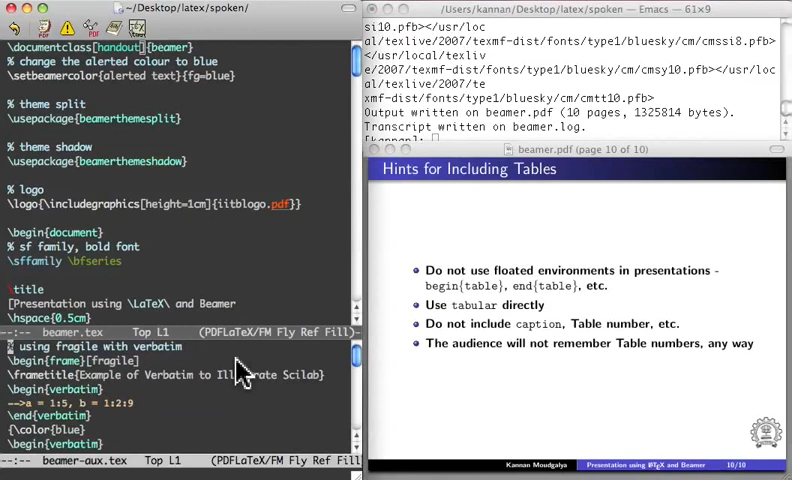 ~/Desktop/latex/spoken/
\documentclass[handout]{beamer}
% change the alerted colour to blue
\setbeamercolor{alerted text}{fg=blue}
% theme split
\usepackage{beamerthemesplit}
% theme shadow
\usepackage{beamerthemeshadow}
% logo
\logo{\includegraphics[height=1cm]{iitblogo.pdf}}
\begin{document}
% sf family, bold font
\sffamily \bfseries
\title
[Presentation using \LaTeX\ and Beamer
\hspace{0.5cm}
--:-- beamer.tex Top L1 (PDFLaTeX/FM Fly Ref Fill)-
% using fragile with verbatim
\begin{frame}[fragile]
\frametitle{Example of Verbatim to Illustrate Scilab}
\begin{verbatim}
-->a = 1:5, b = 1:2:9
\end{verbatim}
{\color{blue}
\begin{verbatim}
--:-- beamer-aux.tex Top L1 (PDFLaTeX/FM Fly Ref Fill
kannan/Desktop/latex/spoken — Emacs — 61×9
si10.pfb></usr/loc
al/texlive/2007/texmf-dist/fonts/type1/bluesky/cm/cmssi8.pfb>
</usr/local/texliv
e/2007/texmf-dist/fonts/type1/bluesky/cm/cmsy10.pfb></usr/loc
al/texlive/2007/te
xmf-dist/fonts/type1/bluesky/cm/cmtt10.pfb>
Output written on beamer.pdf (10 pages, 1325814 bytes).
Transcript written on beamer.log.
beamer.pdf (page 10 of 10)
Hints for Including Tables
Do not use floated environments in presentations -
begin{table}, end{table}, etc.
Use tabular directly
Do not include caption, Table number, etc.
The audience will not remember Table numbers, any way
Kannan Moudgalya Presentation using LATEX and Beamer 10/10